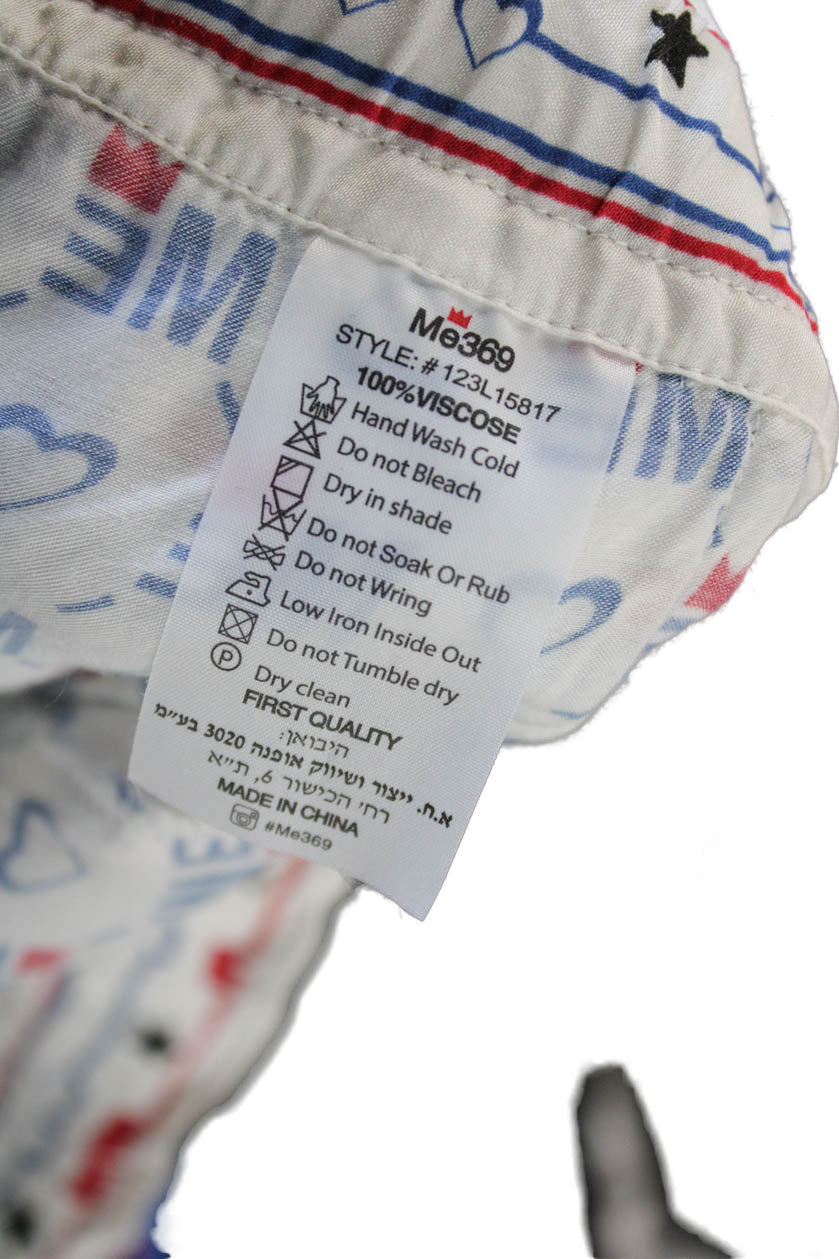 Me369
STYLE: # 123L15817
100%VISCOSE
Hand Wash Cold
Do not Bleach
Dry in shade
Do not Soak Or Rub
Do not Wring
Low Iron Inside Out
Do not Tumble dry
P
Dry clean
FIRST QUALITY
היבואן:
א.ח. ייצור ושיווק אופנה 3020 בע״מ
רח׳ הכישור 6, ת״א
MADE IN CHINA
#Me369